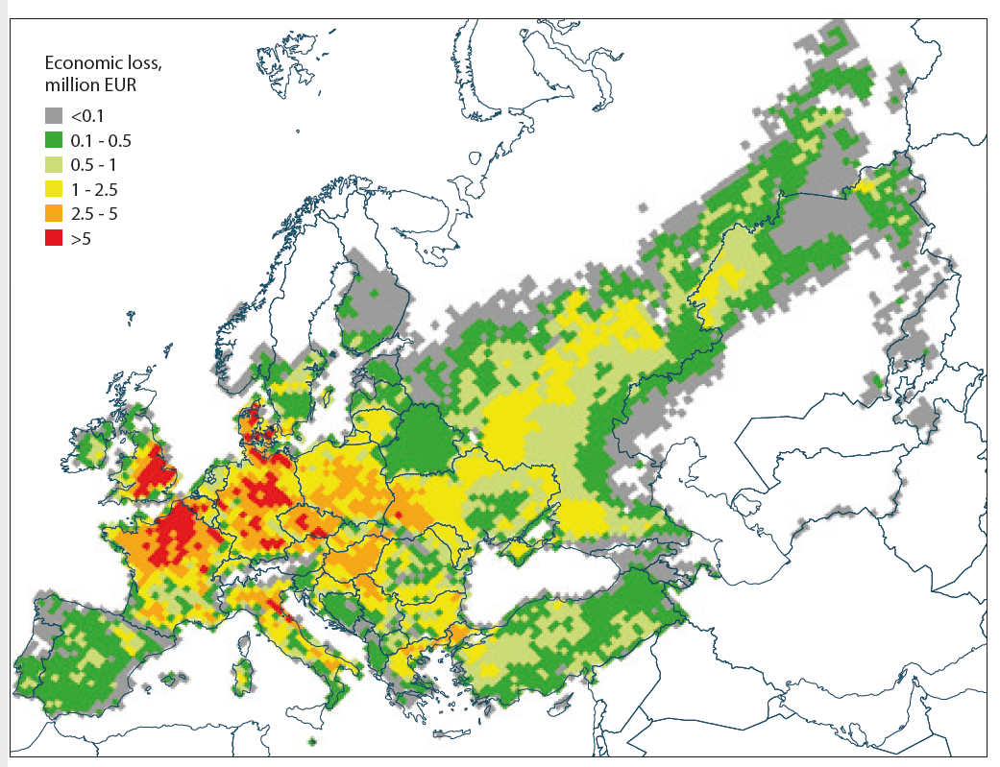 Economic loss,
million EUR
<0.1
0.1 - 0.5
0.5 - 1
1 - 2.5
2.5 - 5
>5